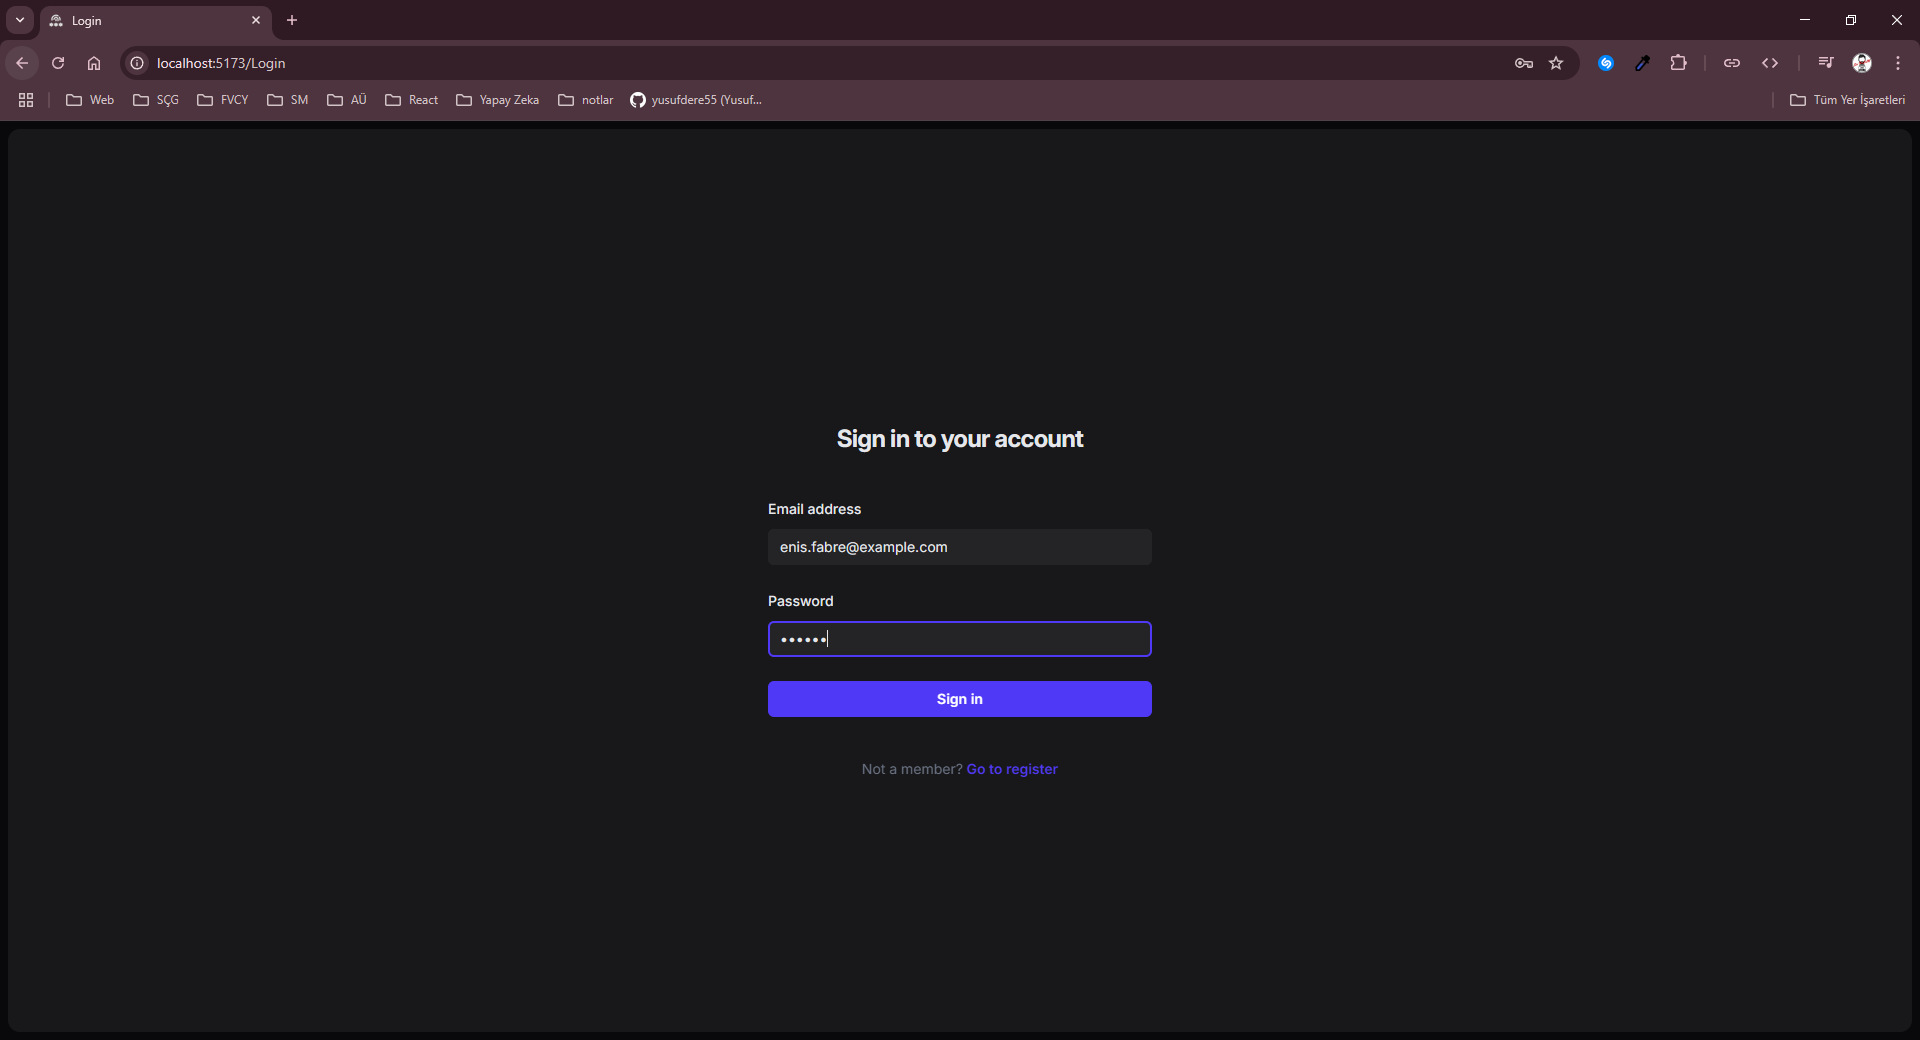 Login
localhost:5173/Login
Web SÇG FVCY SM AÜ React Yapay Zeka notlar yusufdere55 (Yusuf... Tüm Yer İşaretleri
Sign in to your account
Email address
enis.fabre@example.com
Password
••••••
Sign in
Not a member? Go to register